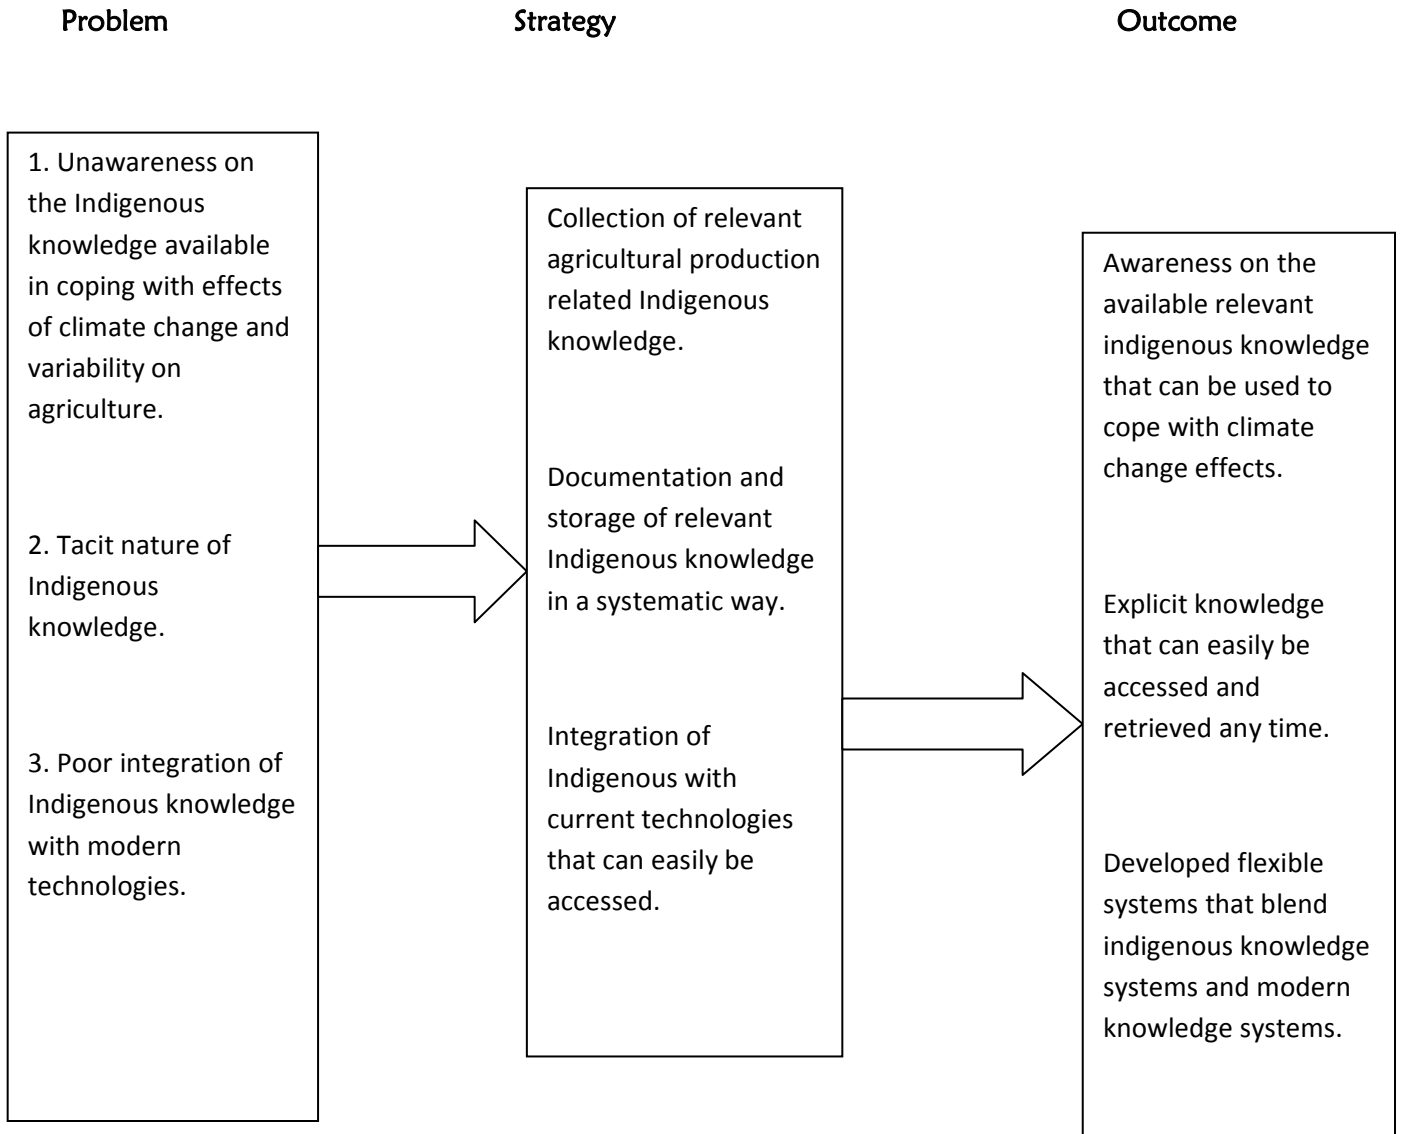 Problem
Strategy
Outcome
1. Unawareness on
the Indigenous
knowledge available
in coping with effects
of climate change and
variability on
agriculture.
2. Tacit nature of
Indigenous
knowledge.
3. Poor integration of
Indigenous knowledge
with modern
technologies.
Collection of relevant
agricultural production
related Indigenous
knowledge.
Documentation and
storage of relevant
Indigenous knowledge
in a systematic way.
Integration of
Indigenous with
current technologies
that can easily be
accessed.
Awareness on the
available relevant
indigenous knowledge
that can be used to
cope with climate
change effects.
Explicit knowledge
that can easily be
accessed and
retrieved any time.
Developed flexible
systems that blend
indigenous knowledge
systems and modern
knowledge systems.